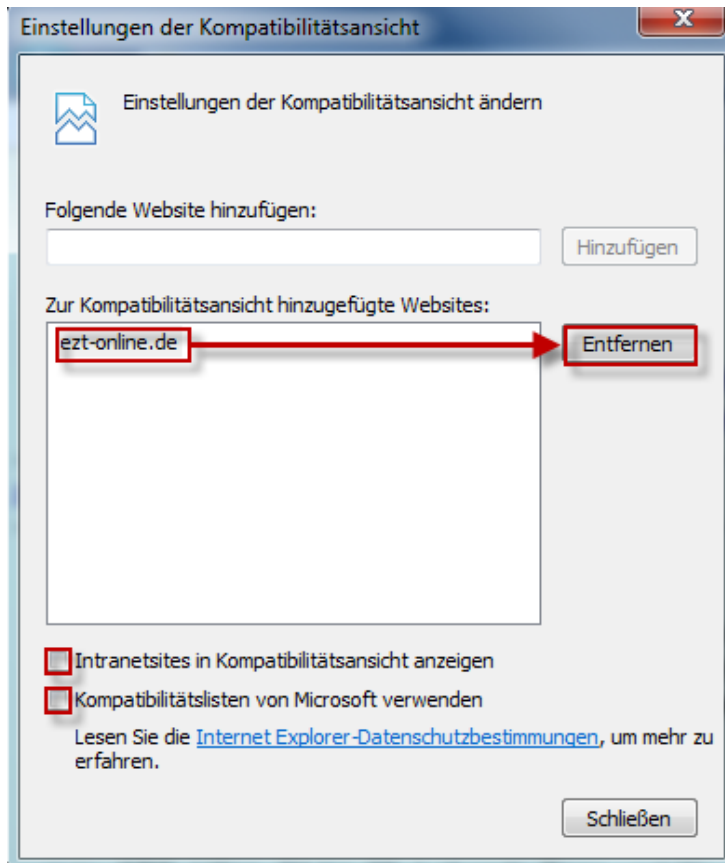 Einstellungen der Kompatibilitätsansicht
Einstellungen der Kompatibilitätsansicht ändern
Folgende Website hinzufügen:
Hinzufügen
Zur Kompatibilitätsansicht hinzugefügte Websites:
ezt-online.de
Entfernen
Intranetsites in Kompatibilitätsansicht anzeigen
Kompatibilitätslisten von Microsoft verwenden
Lesen Sie die Internet Explorer-Datenschutzbestimmungen, um mehr zu
erfahren.
Schließen